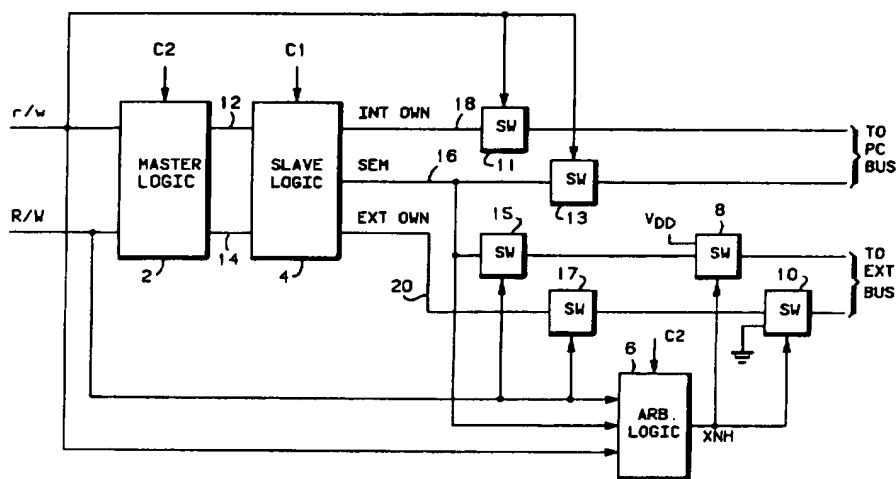 C2
C1
r/w
12
INT OWN
18
SW
11
TO PC BUS
MASTER LOGIC
SLAVE LOGIC
SEM
16
SW
13
R/W
EXT OWN
15
VDD
8
SW
SW
TO EXT BUS
2
14
4
20
17
SW
10
SW
C2
6
ARB. LOGIC
XNH